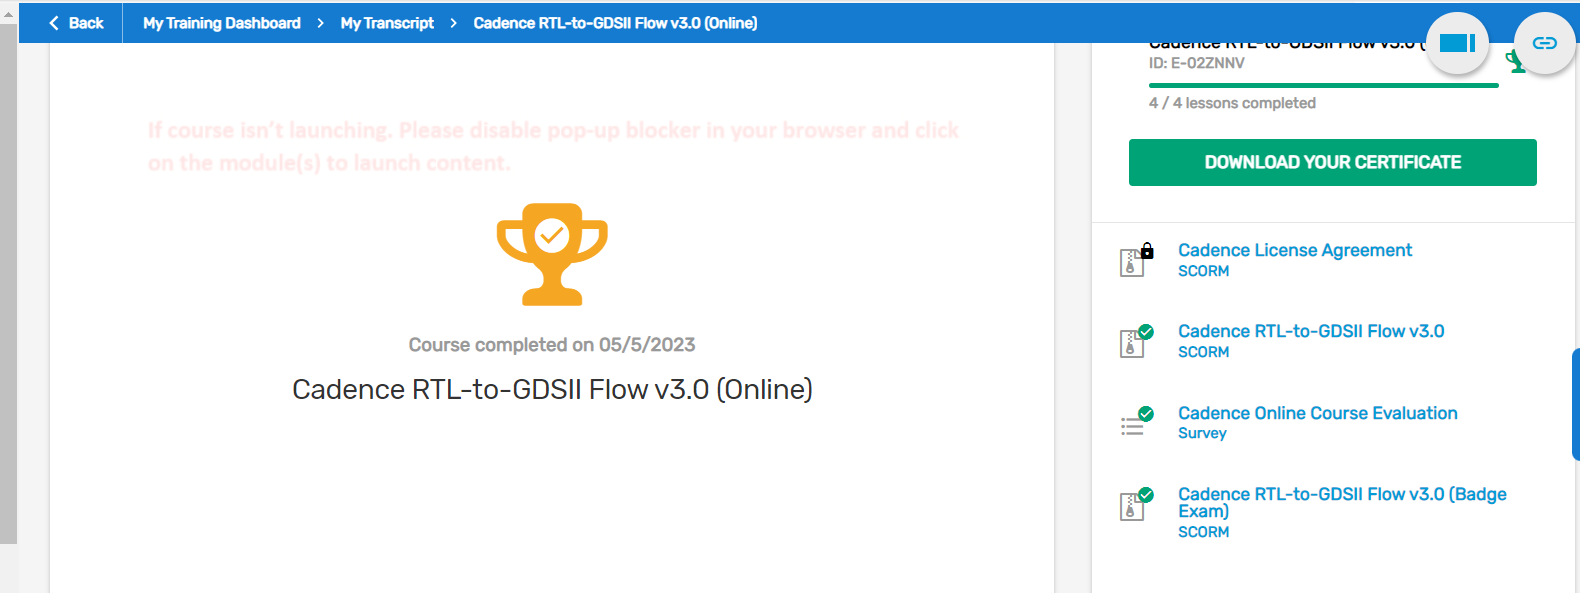 Back My Training Dashboard > My Transcript > Cadence RTL-to-GDSII Flow v3.0 (Online)
If course isn't launching. Please disable pop-up blocker in your browser and click
on the module(s) to launch content.
Course completed on 05/5/2023
Cadence RTL-to-GDSII Flow v3.0 (Online)
Cadence RTL-to-GDSII Flow v3.0 (
ID: E-02ZNNV
4 / 4 lessons completed
DOWNLOAD YOUR CERTIFICATE
Cadence License Agreement
SCORM
Cadence RTL-to-GDSII Flow v3.0
SCORM
Cadence Online Course Evaluation
Survey
Cadence RTL-to-GDSII Flow v3.0 (Badge
Exam)
SCORM